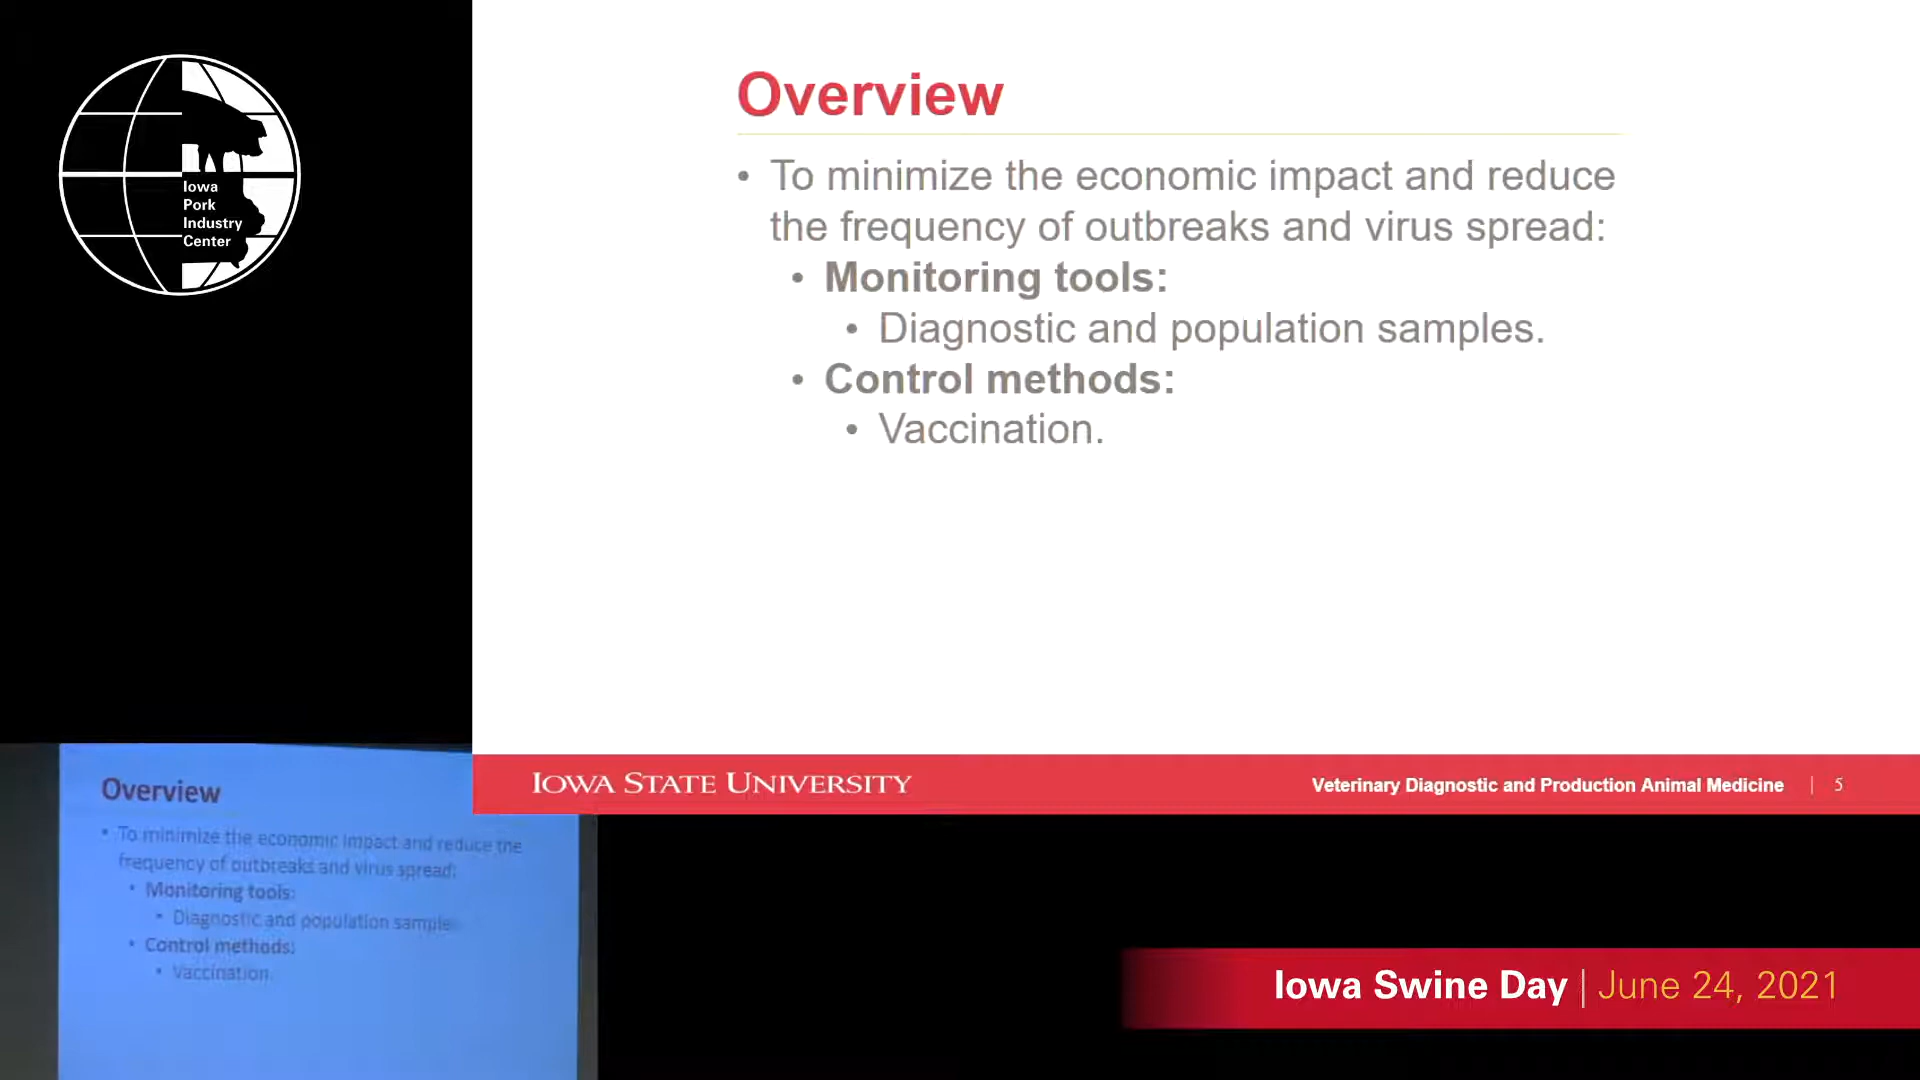 Iowa
Pork
Industry
Center
Overview
• To minimize the economic impact and reduce
the frequency of outbreaks and virus spread:
• Monitoring tools:
• Diagnostic and population samples.
• Control methods:
• Vaccination.
IOWA STATE UNIVERSITY
Veterinary Diagnostic and Production Animal Medicine | 5
Overview
• To minimize the economic impact and reduce the
frequency of outbreaks and virus spread:
• Monitoring tools:
• Diagnostic and population sample
• Control methods:
• Vaccination
Iowa Swine Day | June 24, 2021